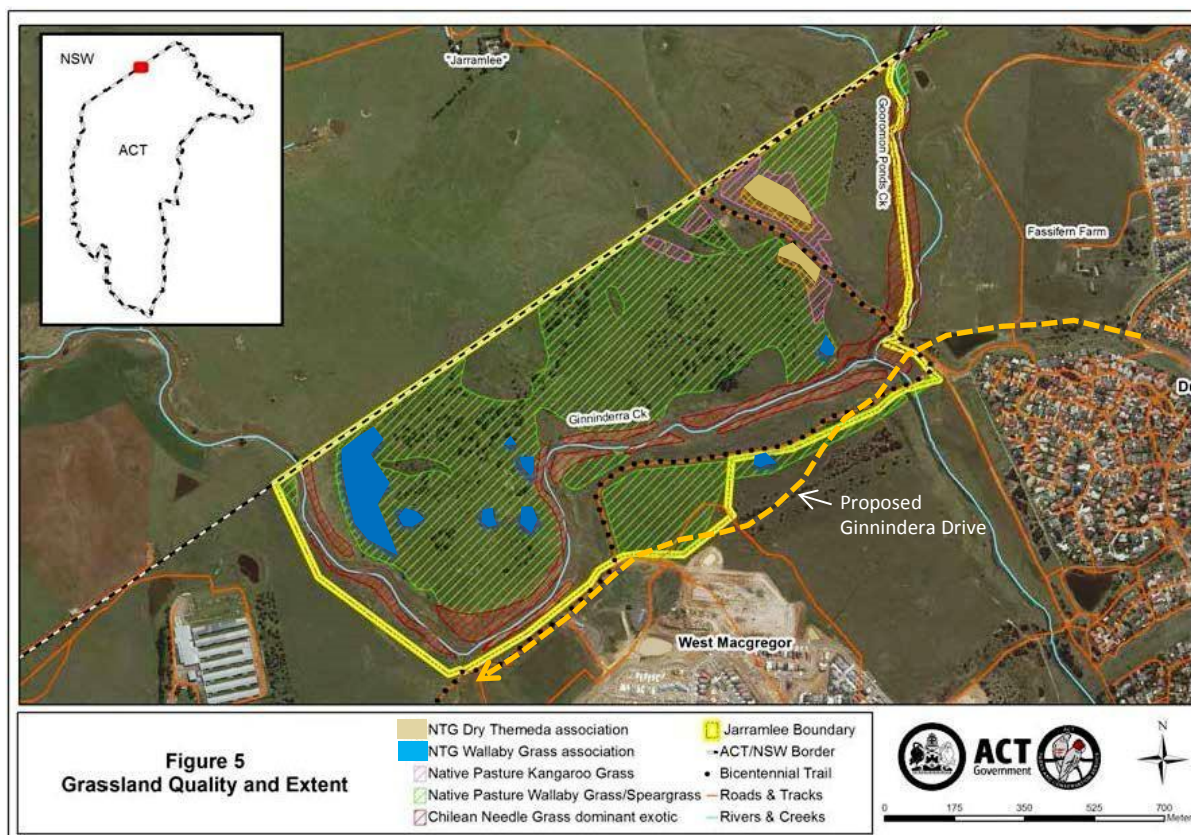 NSW
ACT
"Jarramlee"
Gooromon Ponds Ck
Fassifern Farm
Ginninderra Ck
Proposed
Ginnindera Drive
West Macgregor
Figure 5
Grassland Quality and Extent
NTG Dry Themeda association
NTG Wallaby Grass association
Native Pasture Kangaroo Grass
Native Pasture Wallaby Grass/Speargrass
Chilean Needle Grass dominant exotic
Jarramlee Boundary
ACT/NSW Border
Bicentennial Trail
Roads & Tracks
Rivers & Creeks
ACT
Government
N
0 175 350 525 700